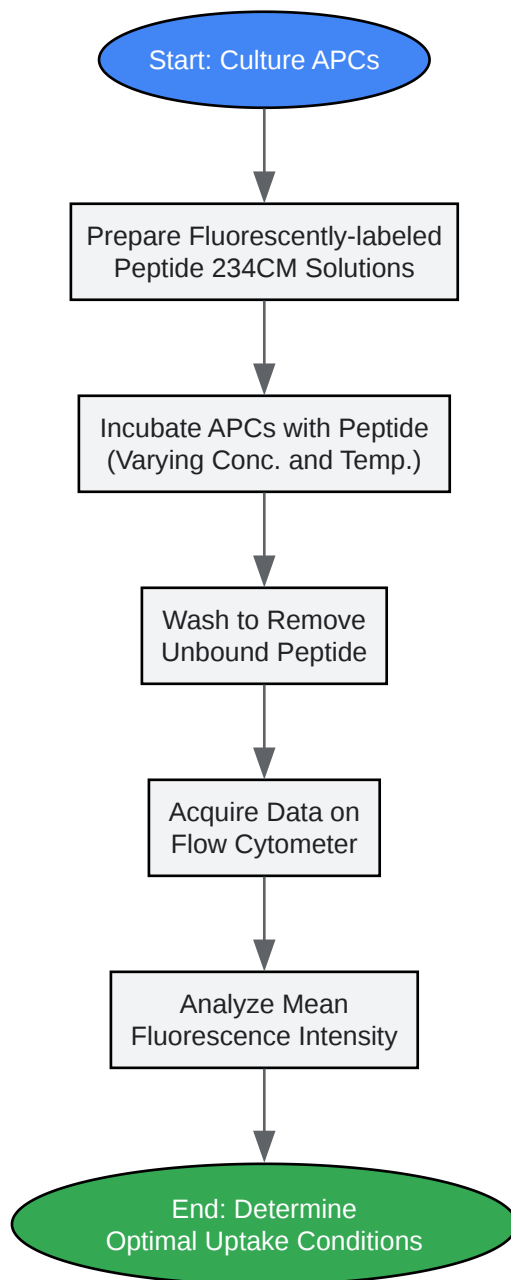 Start: Culture APCs
Prepare Fluorescently-labeled
Peptide 234CM Solutions
Incubate APCs with Peptide
(Varying Conc. and Temp.)
Wash to Remove
Unbound Peptide
Acquire Data on
Flow Cytometer
Analyze Mean
Fluorescence Intensity
End: Determine
Optimal Uptake Conditions